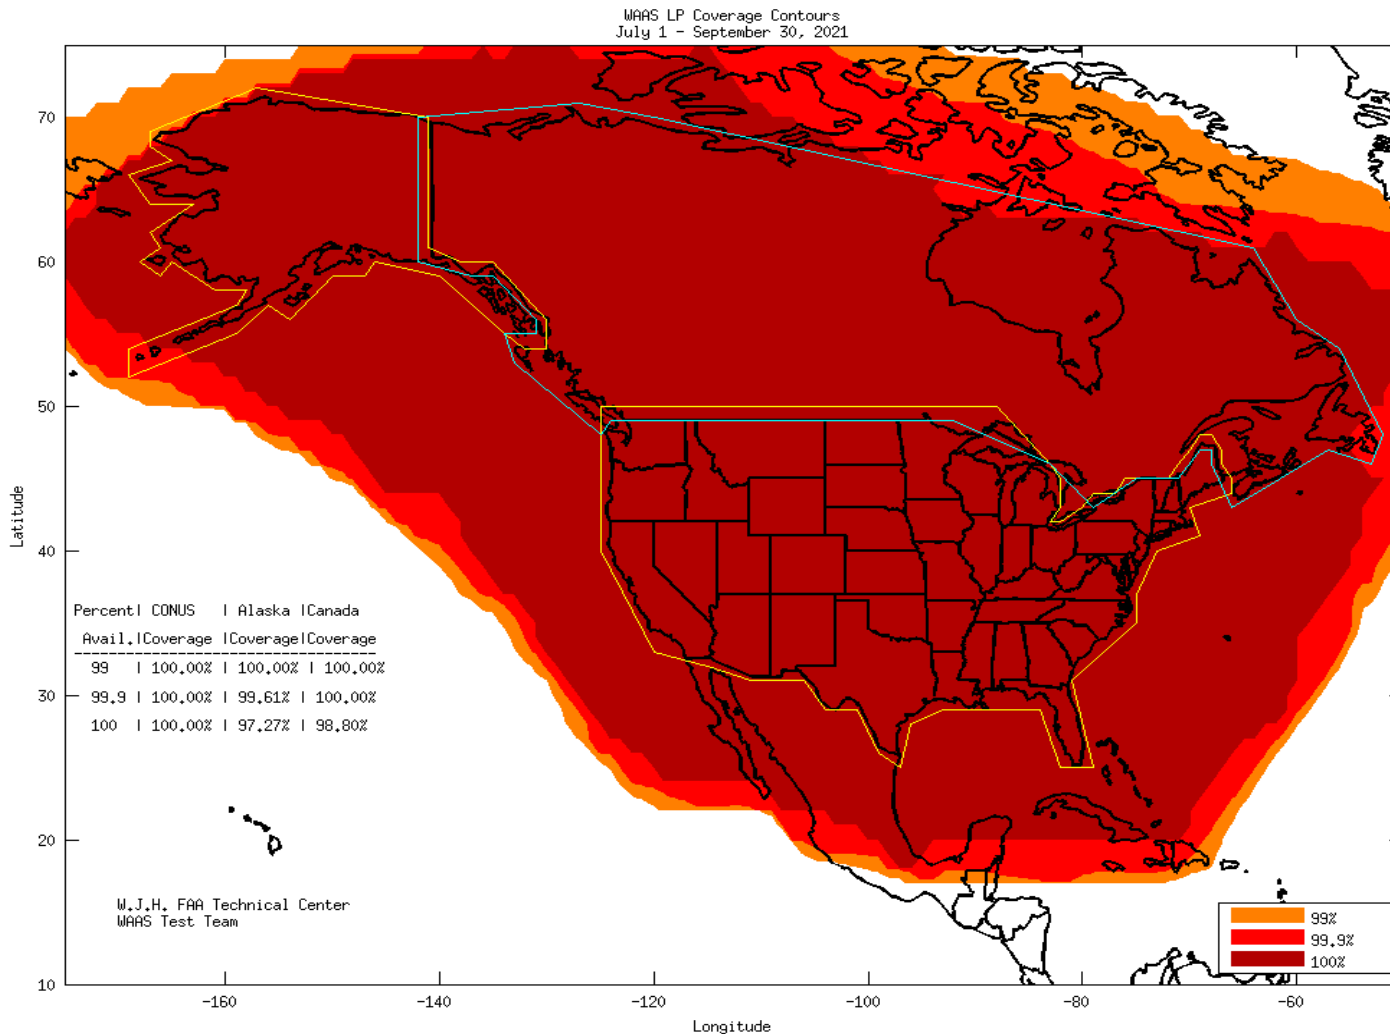 WAAS LP Coverage Contours
July 1 - September 30, 2021
70
60
50
40
30
20
10
Latitude
Percent| CONUS | Alaska |Canada
Avail.|Coverage |Coverage|Coverage
------------------------------------
99 | 100.00% | 100.00% | 100.00%
99.9 | 100.00% | 99.61% | 100.00%
100 | 100.00% | 97.27% | 98.80%
W.J.H. FAA Technical Center
WAAS Test Team
99%
99.9%
100%
-160 -140 -120 -100 -80 -60
Longitude